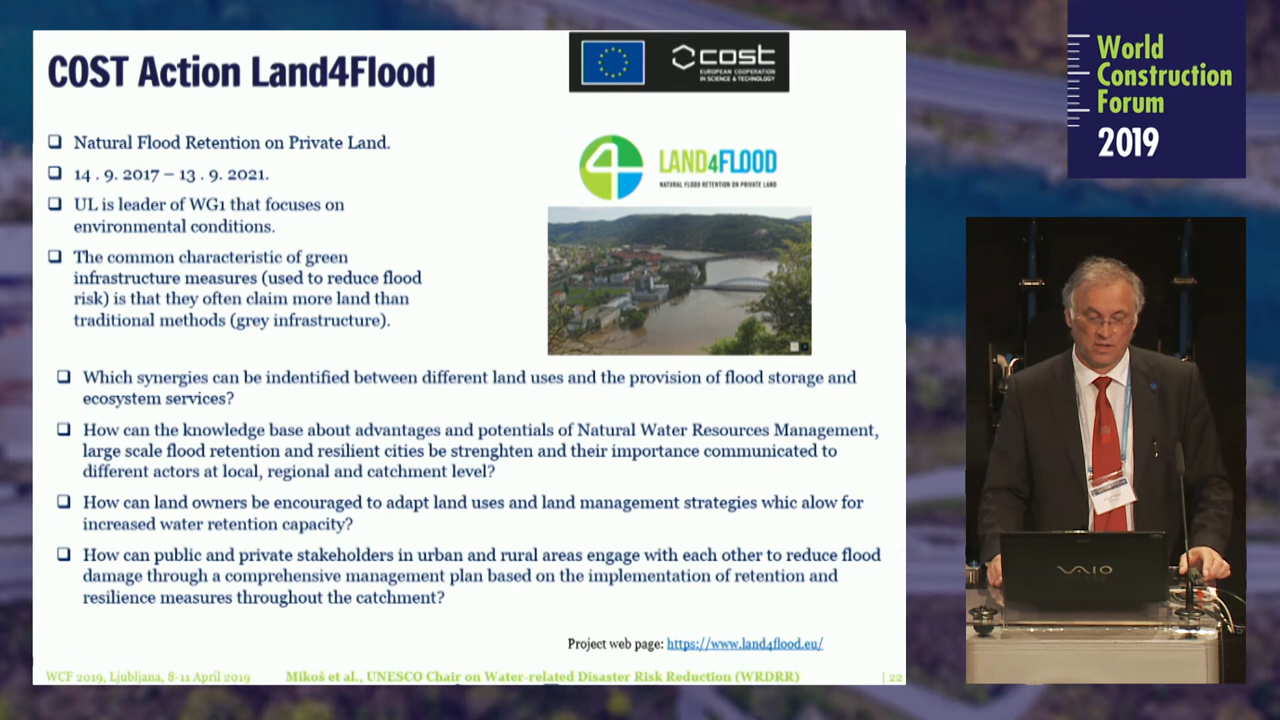 COST Action Land4Flood
cost
EUROPEAN COOPERATION
IN SCIENCE & TECHNOLOGY
World
Construction
Forum
2019
Natural Flood Retention on Private Land.
14 . 9. 2017 – 13 . 9. 2021.
UL is leader of WG1 that focuses on
environmental conditions.
The common characteristic of green
infrastructure measures (used to reduce flood
risk) is that they often claim more land than
traditional methods (grey infrastructure).
4
LAND4FLOOD
NATURAL FLOOD RETENTION ON PRIVATE LAND
Which synergies can be indentified between different land uses and the provision of flood storage and
ecosystem services?
How can the knowledge base about advantages and potentials of Natural Water Resources Management,
large scale flood retention and resilient cities be strenghten and their importance communicated to
different actors at local, regional and catchment level?
How can land owners be encouraged to adapt land uses and land management strategies whic alow for
increased water retention capacity?
How can public and private stakeholders in urban and rural areas engage with each other to reduce flood
damage through a comprehensive management plan based on the implementation of retention and
resilience measures throughout the catchment?
Project web page: https://www.land4flood.eu/
WCF 2019, Ljubljana, 8-11 April 2019
Mikoš et al., UNESCO Chair on Water-related Disaster Risk Reduction (WRDRR)
| 22
VAIO